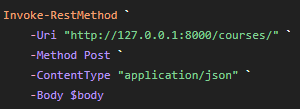 Invoke-RestMethod `
    -Uri "http://127.0.0.1:8000/courses/" `
    -Method Post `
    -ContentType "application/json" `
    -Body $body